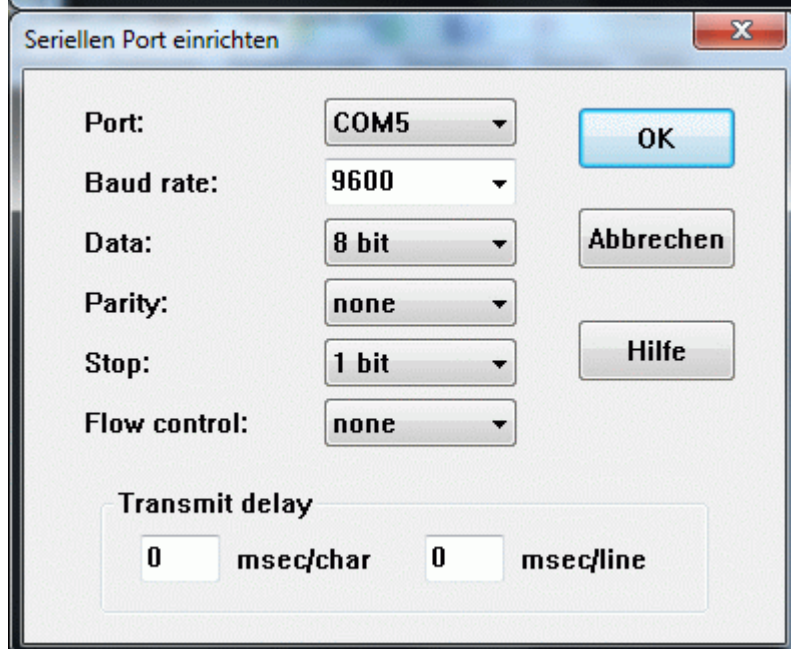 Seriellen Port einrichten
Port: COM5 OK
Baud rate: 9600
Data: 8 bit Abbrechen
Parity: none
Stop: 1 bit Hilfe
Flow control: none
Transmit delay
0 msec/char 0 msec/line